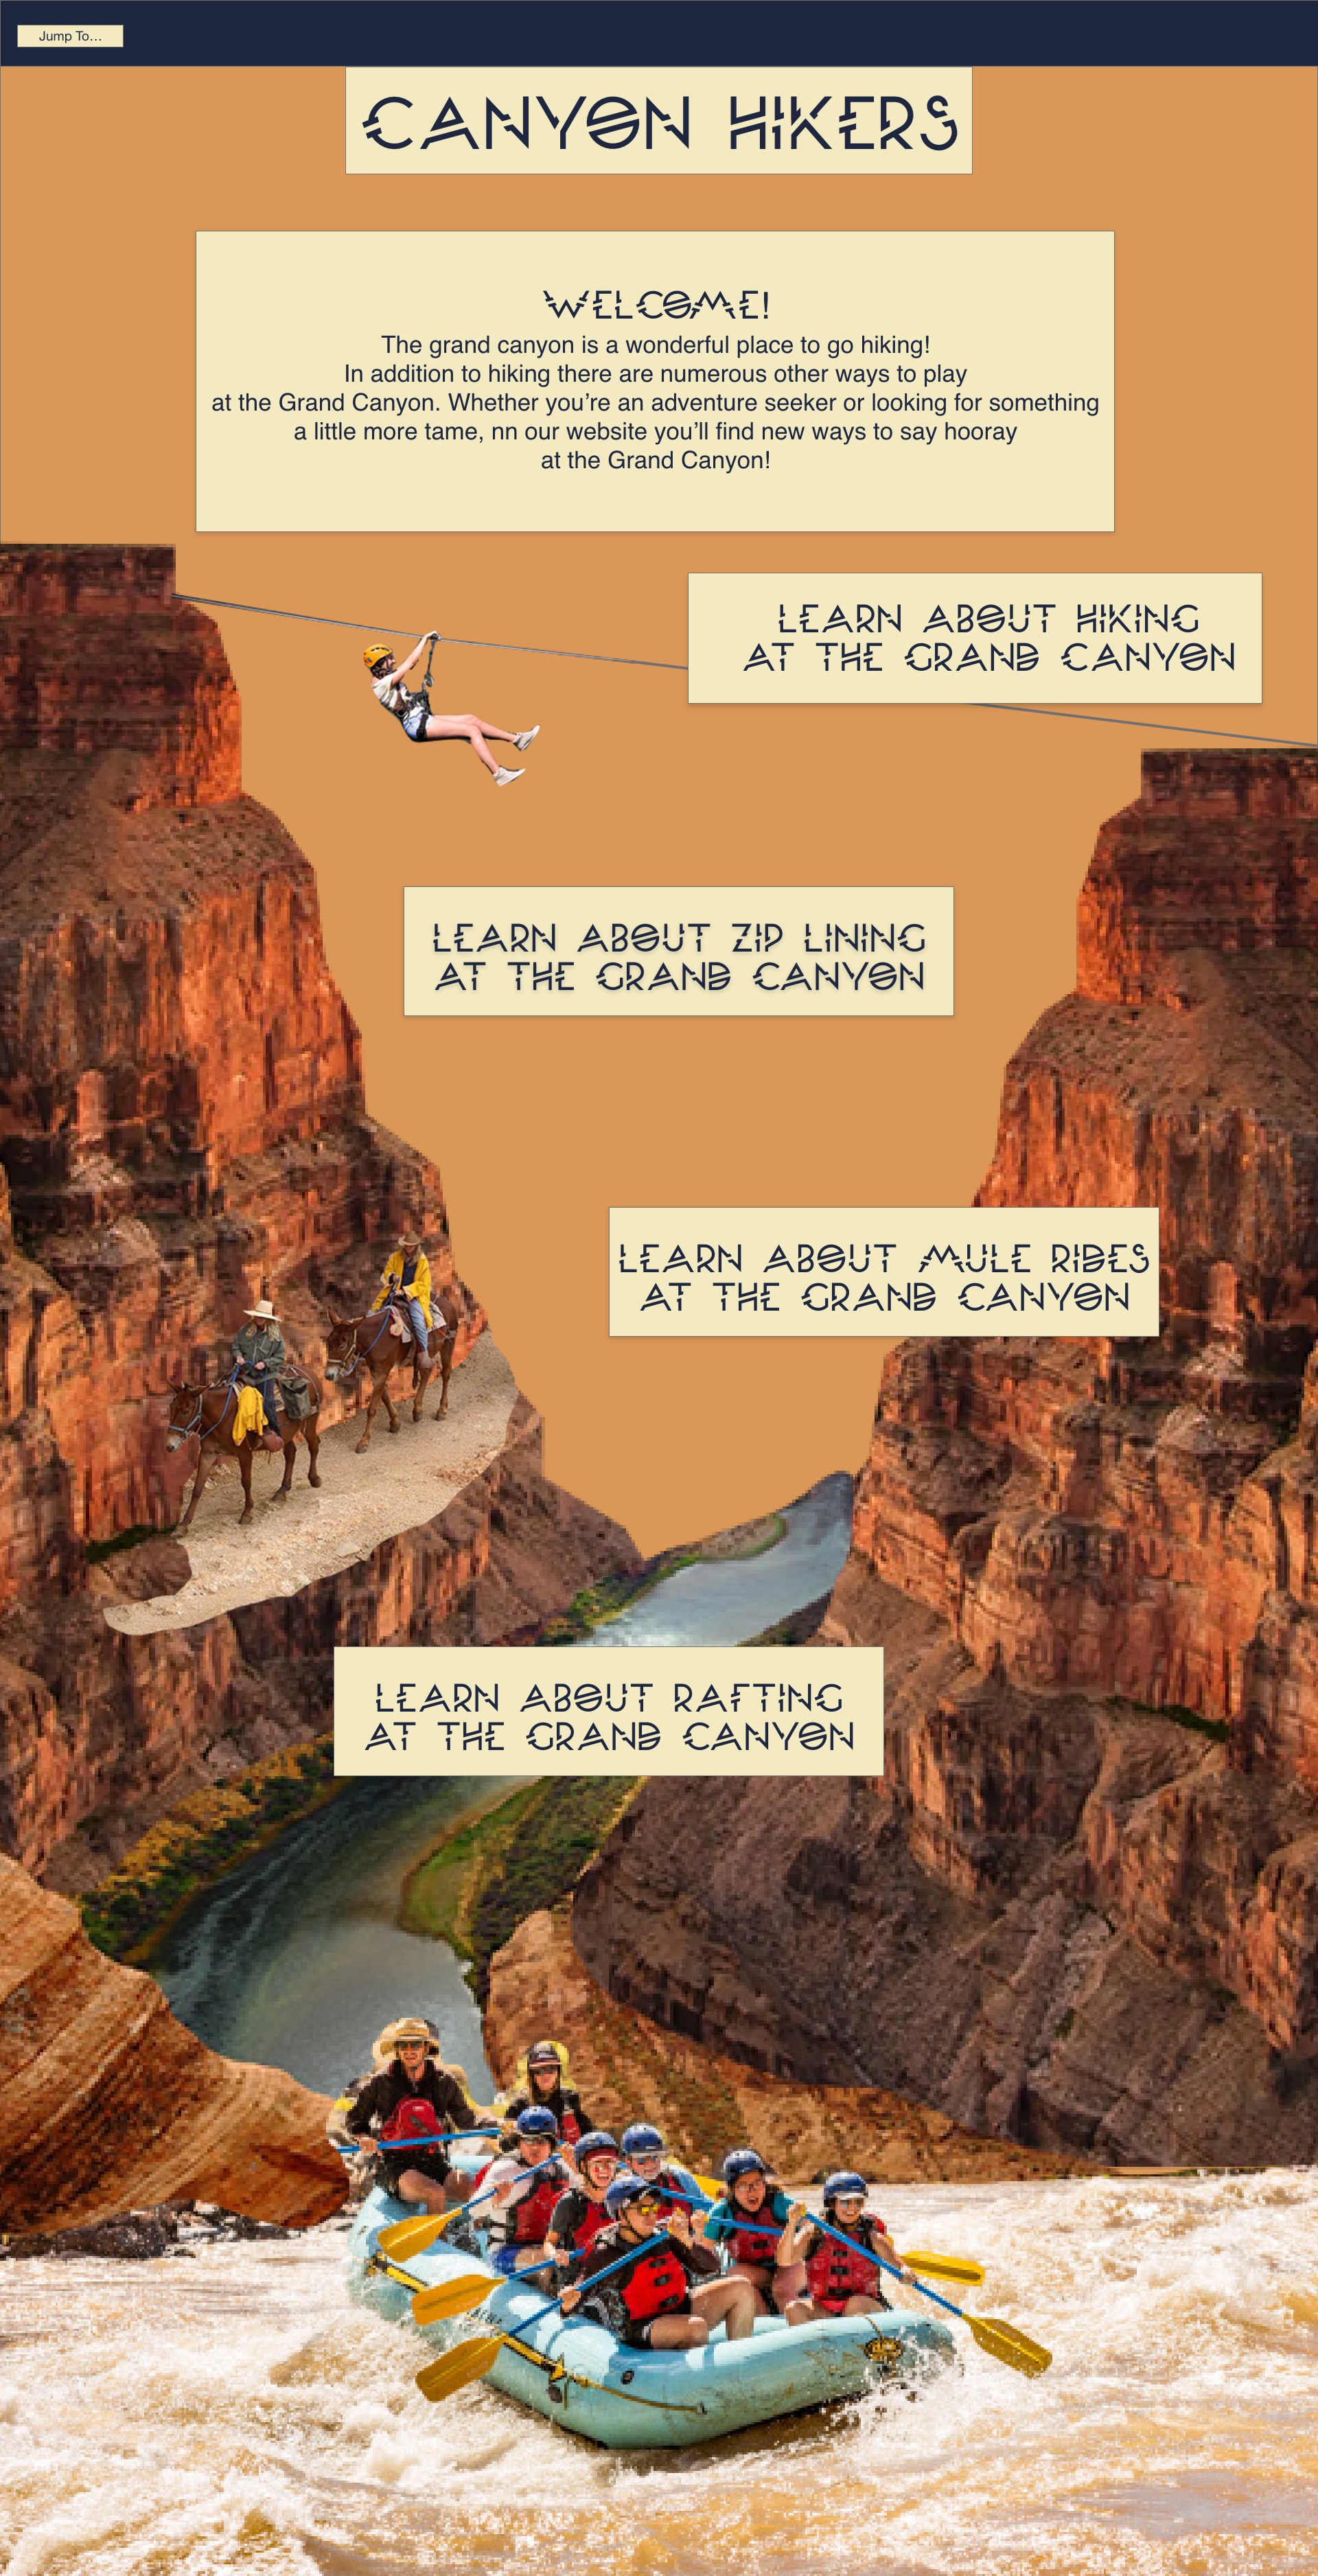 Jump To...
CANYON HIKERS
WELCOME!
The grand canyon is a wonderful place to go hiking!
In addition to hiking there are numerous other ways to play
at the Grand Canyon. Whether you’re an adventure seeker or looking for something
a little more tame, nn our website you’ll find new ways to say hooray
at the Grand Canyon!
LEARN ABOUT HIKING
AT THE GRAND CANYON
LEARN ABOUT ZIP LINING
AT THE GRAND CANYON
LEARN ABOUT MULE RIDES
AT THE GRAND CANYON
LEARN ABOUT RAFTING
AT THE GRAND CANYON